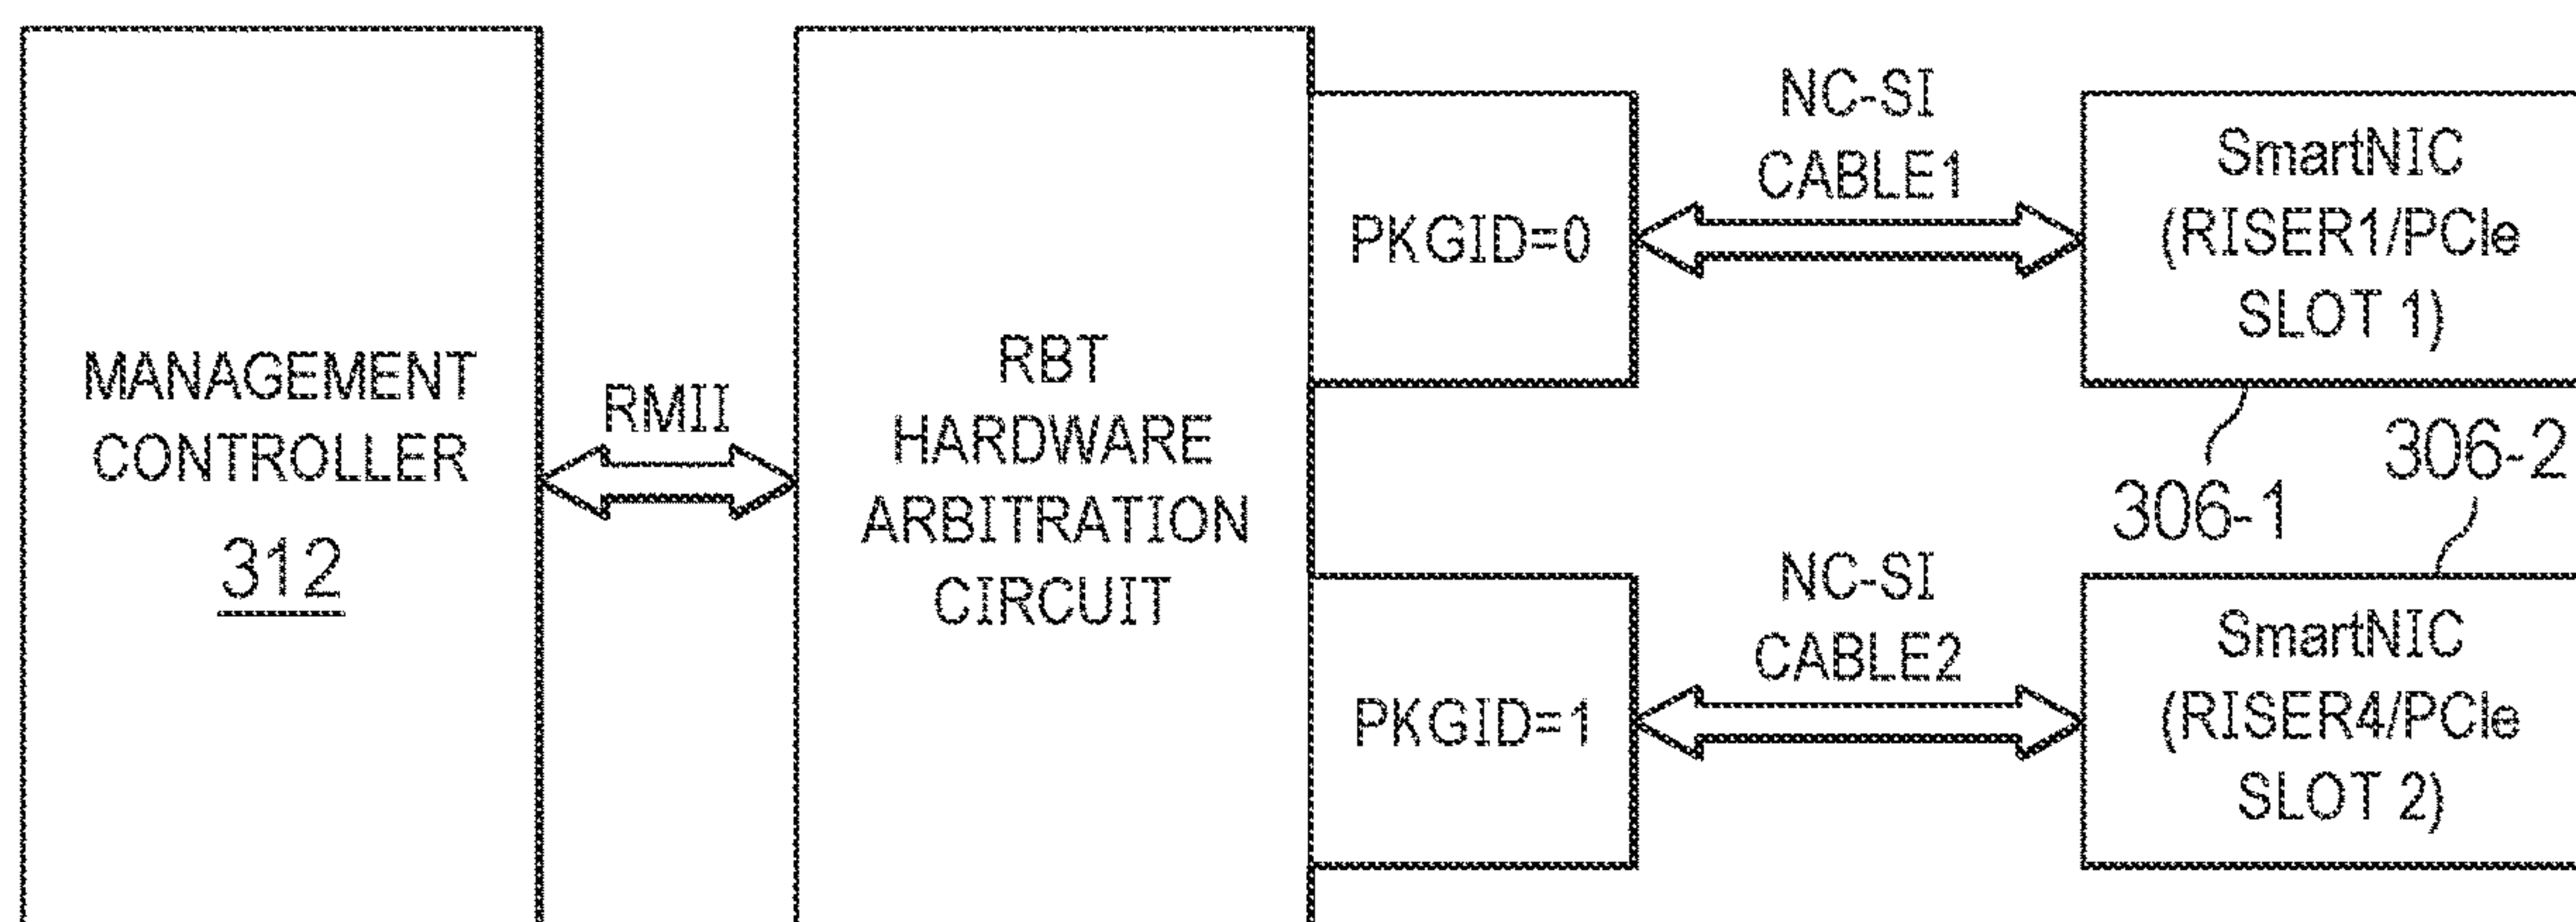 MANAGEMENT
CONTROLLER
312
RMII
RBT
HARDWARE
ARBITRATION
CIRCUIT
PKGID=0
NC-SI
CABLE1
SmartNIC
(RISER1/PCIe
SLOT 1)
306-1
306-2
PKGID=1
NC-SI
CABLE2
SmartNIC
(RISER4/PCIe
SLOT 2)